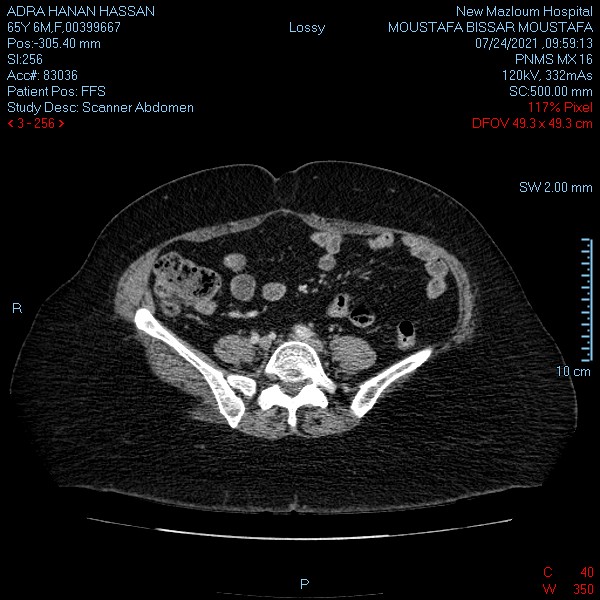 ADRA HANAN HASSAN
65Y 6M,F,00399667
Pos:-305.40 mm
SI:256
Acc#: 83036
Patient Pos: FFS
Study Desc: Scanner Abdomen
< 3 - 256 >
Lossy
New Mazloum Hospital
MOUSTAFA BISSAR MOUSTAFA
07/24/2021 ,09:59:13
PNMS MX 16
120kV, 332mAs
SC:500.00 mm
117% Pixel
DFOV 49.3 x 49.3 cm
SW 2.00 mm
R
10 cm
P
C 40
W 350